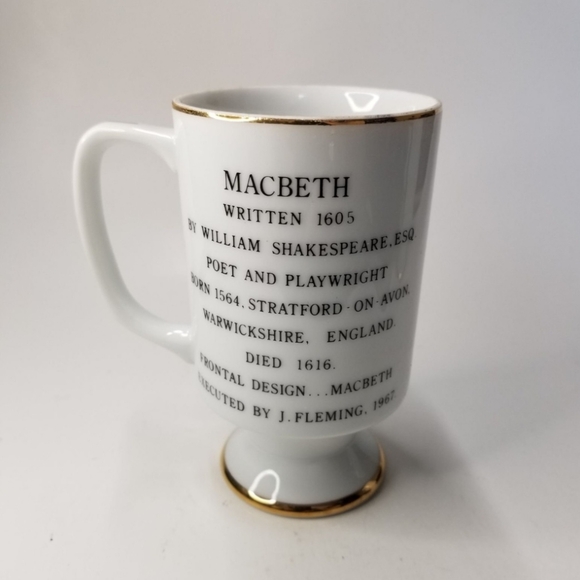 MACBETH
WRITTEN 1605
BY WILLIAM SHAKESPEARE, ESQ.
POET AND PLAYWRIGHT
BORN 1564, STRATFORD-ON-AVON,
WARWICKSHIRE, ENGLAND.
DIED 1616.
FRONTAL DESIGN...MACBETH
EXECUTED BY J. FLEMING, 1967.